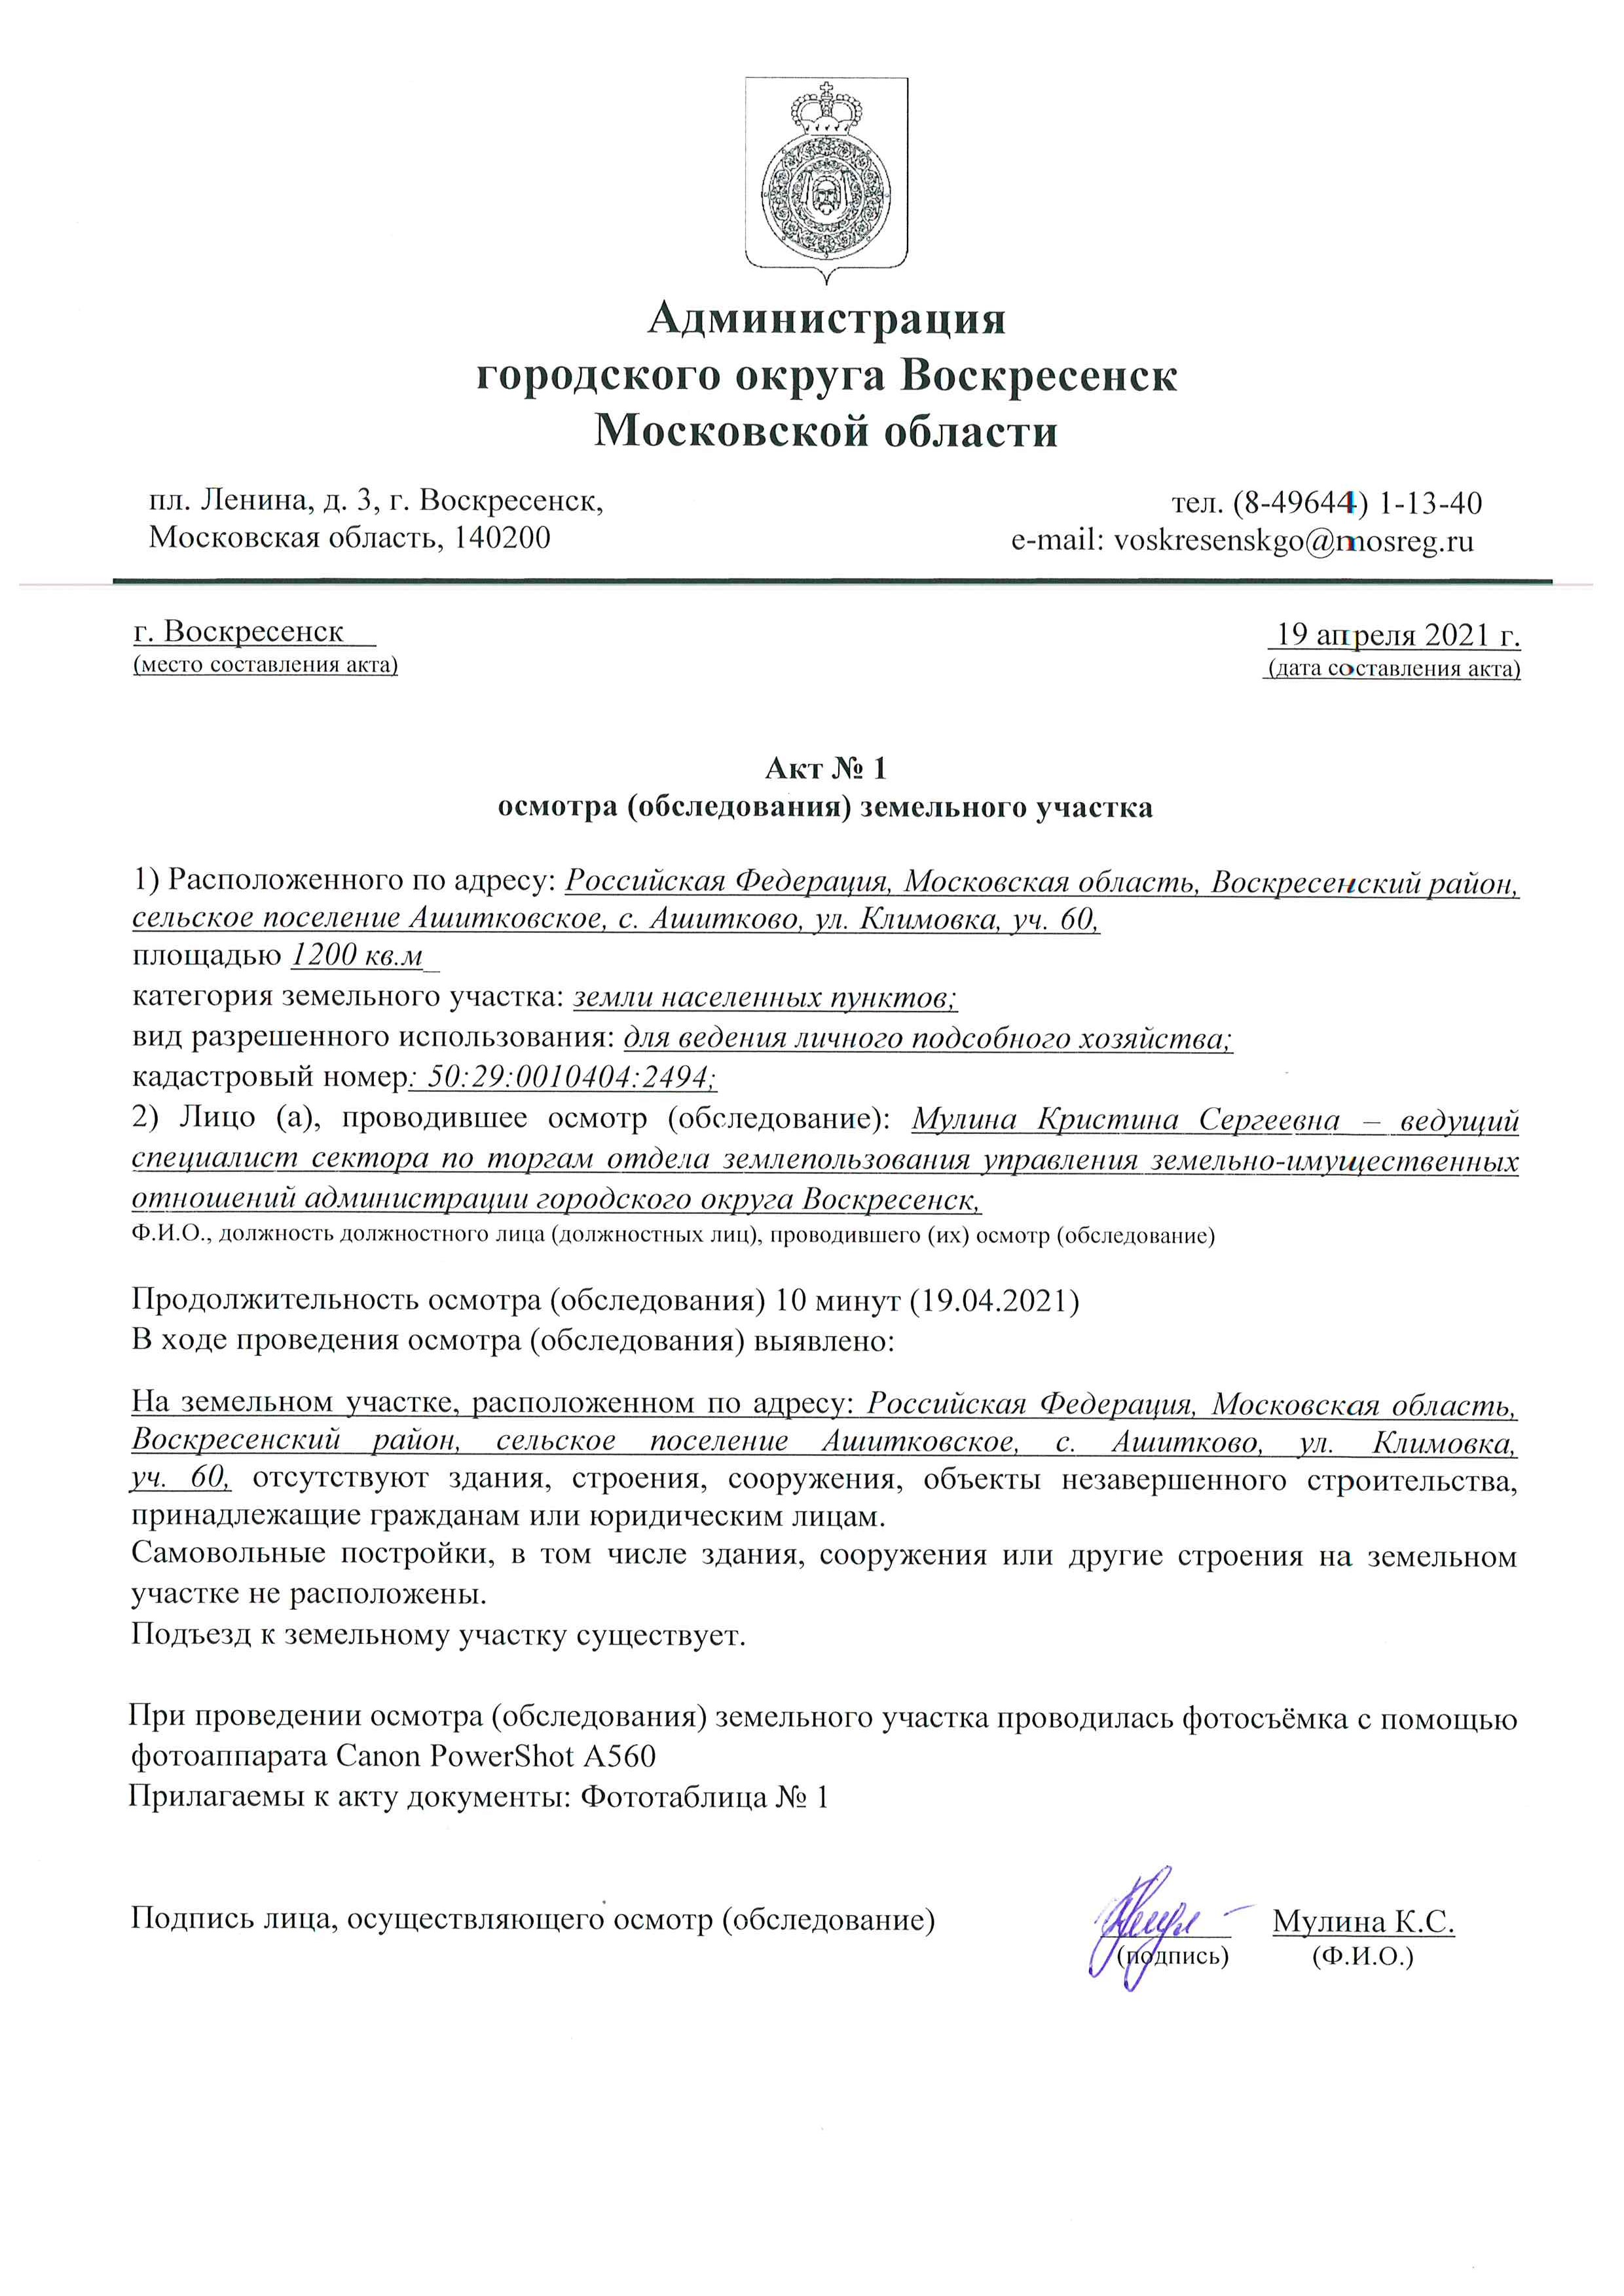 Администрация
городского округа Воскресенск
Московской области
пл. Ленина, д. 3, г. Воскресенск,
Московская область, 140200
тел. (8-49644) 1-13-40
e-mail: voskresenskgo@mosreg.ru
г. Воскресенск
(место составления акта)
19 апреля 2021 г.
(дата составления акта)
Акт № 1
осмотра (обследования) земельного участка
1) Расположенного по адресу: Российская Федерация, Московская область, Воскресенский район,
сельское поселение Ашитковское, с. Ашитково, ул. Климовка, уч. 60,
площадью 1200 кв.м_
категория земельного участка: земли населенных пунктов;
вид разрешенного использования: для ведения личного подсобного хозяйства;
кадастровый номер: 50:29:0010404:2494;
2) Лицо (а), проводившее осмотр (обследование): Мулина Кристина Сергеевна – ведущий
специалист сектора по торгам отдела землепользования управления земельно-имущественных
отношений администрации городского округа Воскресенск,
Ф.И.О., должность должностного лица (должностных лиц), проводившего (их) осмотр (обследование)
Продолжительность осмотра (обследования) 10 минут (19.04.2021)
В ходе проведения осмотра (обследования) выявлено:
На земельном участке, расположенном по адресу: Российская Федерация, Московская область,
Воскресенский район, сельское поселение Ашитковское, с. Ашитково, ул. Климовка,
уч. 60, отсутствуют здания, строения, сооружения, объекты незавершенного строительства,
принадлежащие гражданам или юридическим лицам.
Самовольные постройки, в том числе здания, сооружения или другие строения на земельном
участке не расположены.
Подъезд к земельному участку существует.
При проведении осмотра (обследования) земельного участка проводилась фотосъёмка с помощью
фотоаппарата Canon PowerShot A560
Прилагаемы к акту документы: Фототаблица № 1
Подпись лица, осуществляющего осмотр (обследование)
Мулина К.С.
(подпись)
(Ф.И.О.)